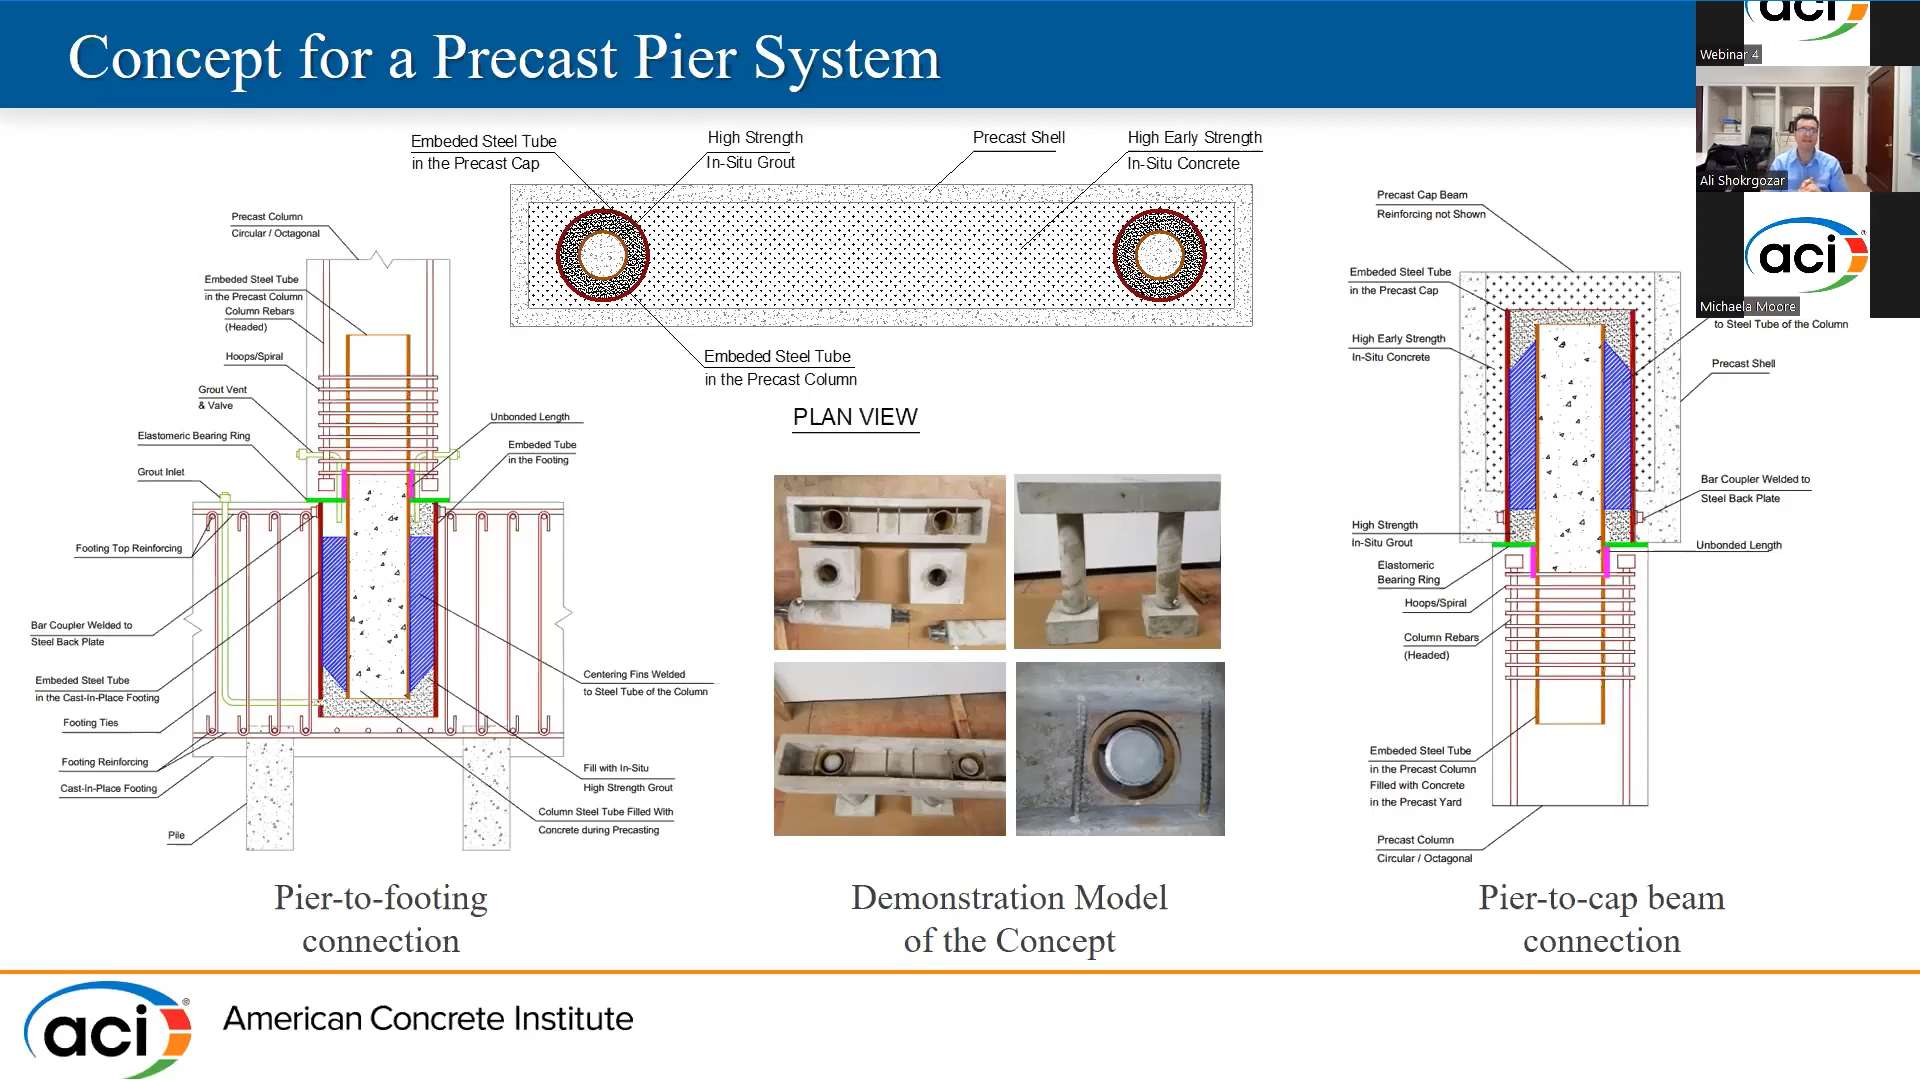 Concept for a Precast Pier System
aci
Webinar 4
Ali Shokrgozar
aci
Michaela Moore
Embeded Steel Tube
in the Precast Cap
High Strength
In-Situ Grout
Precast Shell
High Early Strength
In-Situ Concrete
Embeded Steel Tube
in the Precast Column
PLAN VIEW
Precast Column
Circular / Octagonal
Embeded Steel Tube
in the Precast Column
Column Rebars
(Headed)
Hoops/Spiral
Grout Vent
& Valve
Elastomeric Bearing Ring
Grout Inlet
Unbonded Length
Embeded Tube
in the Footing
Footing Top Reinforcing
Bar Coupler Welded to
Steel Back Plate
Embeded Steel Tube
in the Cast-In-Place Footing
Footing Ties
Footing Reinforcing
Cast-In-Place Footing
Pile
Centering Fins Welded
to Steel Tube of the Column
Fill with In-Situ
High Strength Grout
Column Steel Tube Filled With
Concrete during Precasting
Precast Cap Beam
Reinforcing not Shown
Embeded Steel Tube
in the Precast Cap
High Early Strength
In-Situ Concrete
to Steel Tube of the Column
Precast Shell
Bar Coupler Welded to
Steel Back Plate
High Strength
In-Situ Grout
Unbonded Length
Elastomeric
Bearing Ring
Hoops/Spiral
Column Rebars
(Headed)
Embeded Steel Tube
in the Precast Column
Filled with Concrete
in the Precast Yard
Precast Column
Circular / Octagonal
Pier-to-footing
connection
Demonstration Model
of the Concept
Pier-to-cap beam
connection
aci®
American Concrete Institute